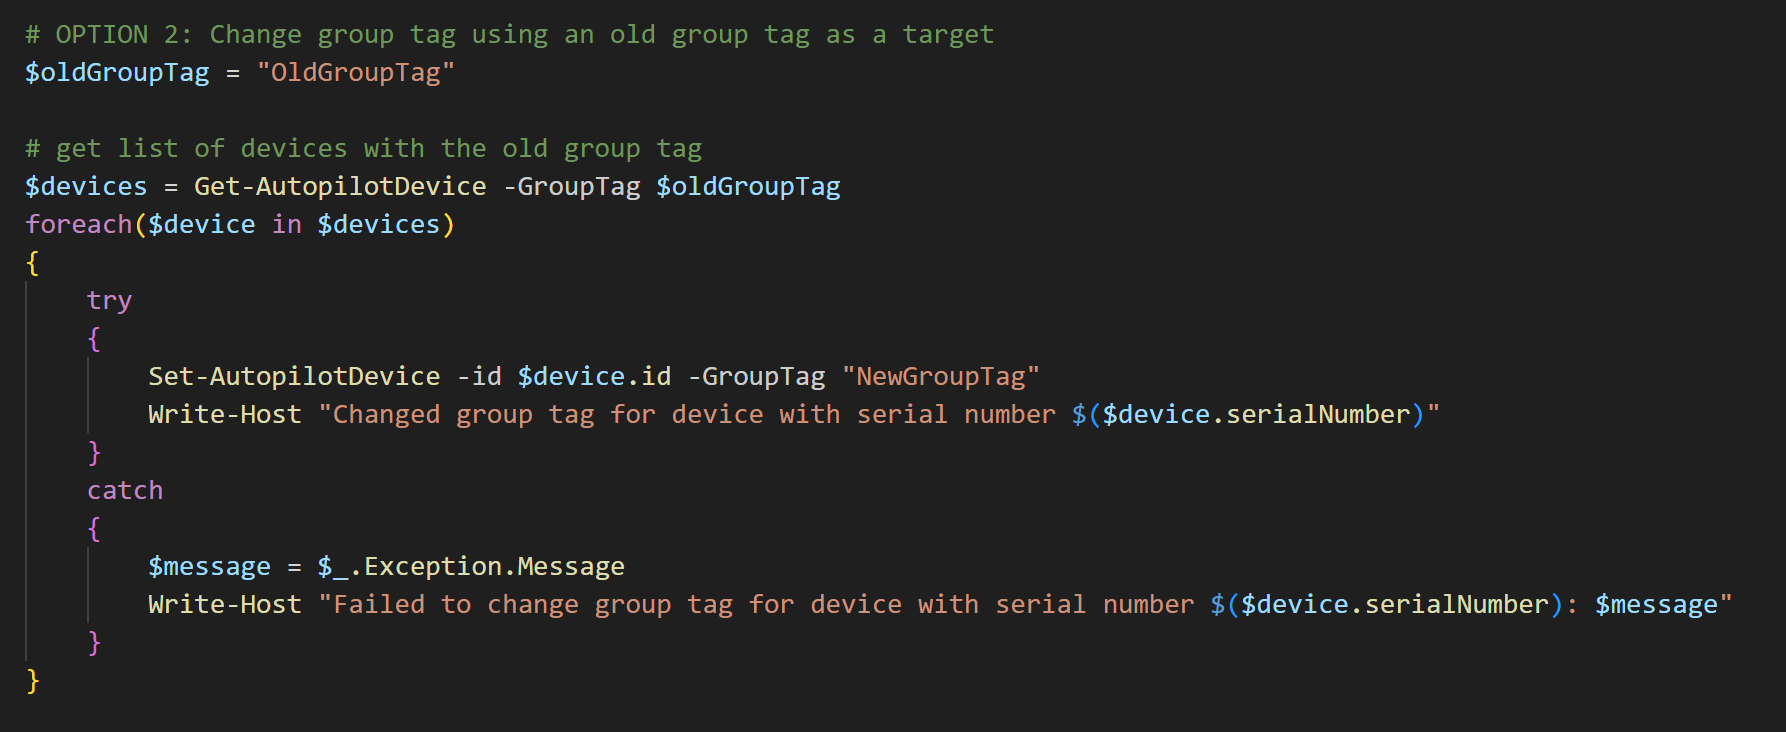 # OPTION 2: Change group tag using an old group tag as a target
$oldGroupTag = "OldGroupTag"
# get list of devices with the old group tag
$devices = Get-AutopilotDevice -GroupTag $oldGroupTag
foreach($device in $devices)
{
try
{
Set-AutopilotDevice -id $device.id -GroupTag "NewGroupTag"
Write-Host "Changed group tag for device with serial number $($device.serialNumber)"
}
catch
{
$message = $_.Exception.Message
Write-Host "Failed to change group tag for device with serial number $($device.serialNumber): $message"
}
}